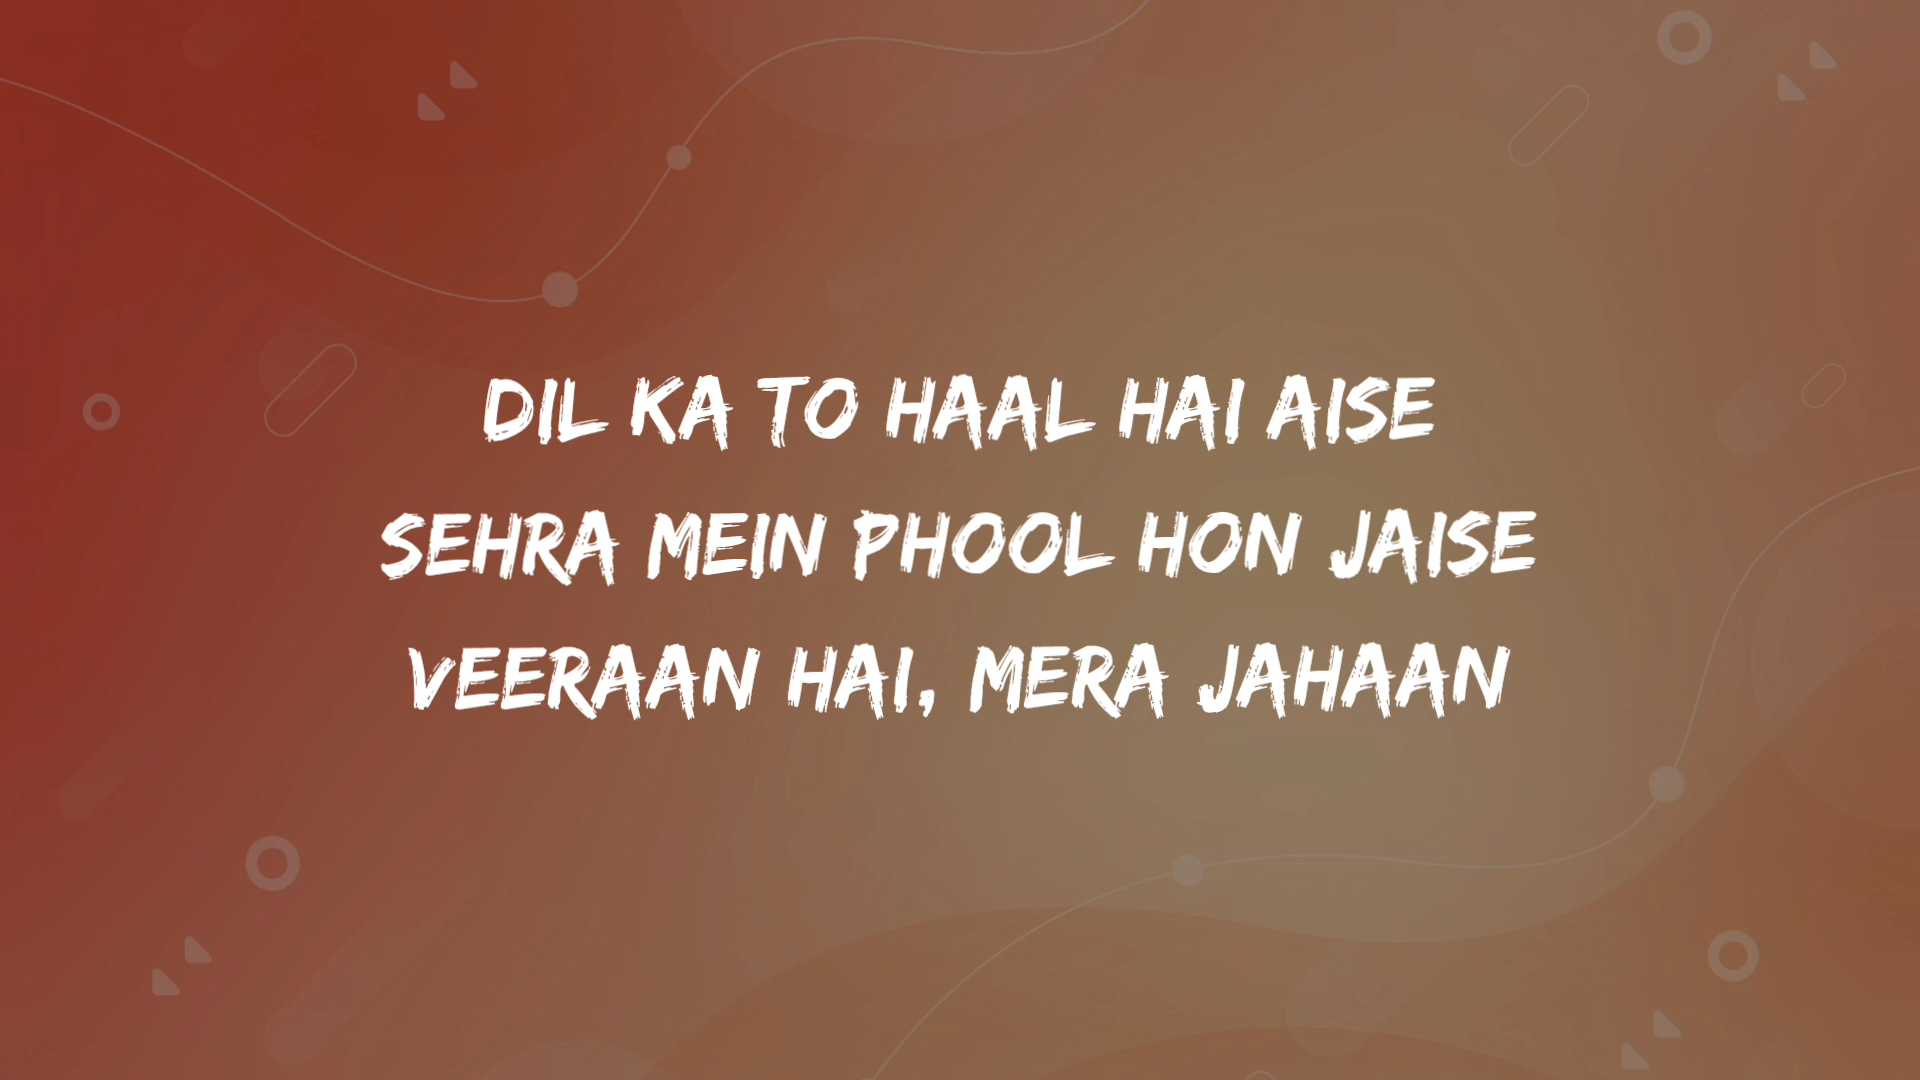 DIL KA TO HAAL HAI AISE
SEHRA MEIN PHOOL HON JAISE
VEERAAN HAI, MERA JAHAAN